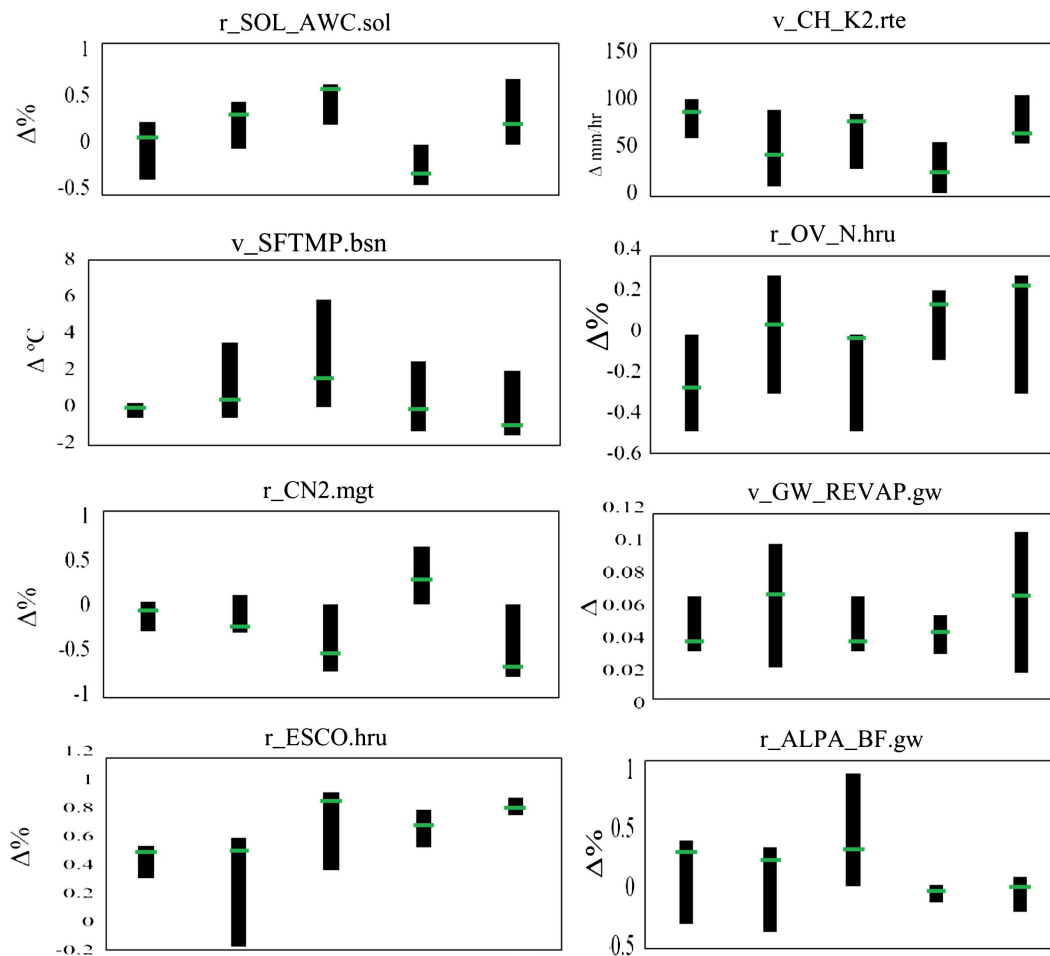 r_SOL_AWC.sol
1
0.5
0
-0.5
Δ%
v_CH_K2.rte
150
100
50
0
Δ mm/hr
v_SFTMP.bsn
8
6
4
2
0
-2
Δ ºC
r_OV_N.hru
0.4
0.2
0
-0.2
-0.4
-0.6
Δ%
r_CN2.mgt
1
0.5
0
-0.5
-1
Δ%
v_GW_REVAP.gw
0.12
0.1
0.08
0.06
0.04
0.02
0
Δ
r_ESCO.hru
1.2
1
0.8
0.6
0.4
0.2
0
-0.2
Δ%
r_ALPA_BF.gw
1
0.5
0
-0.5
Δ%